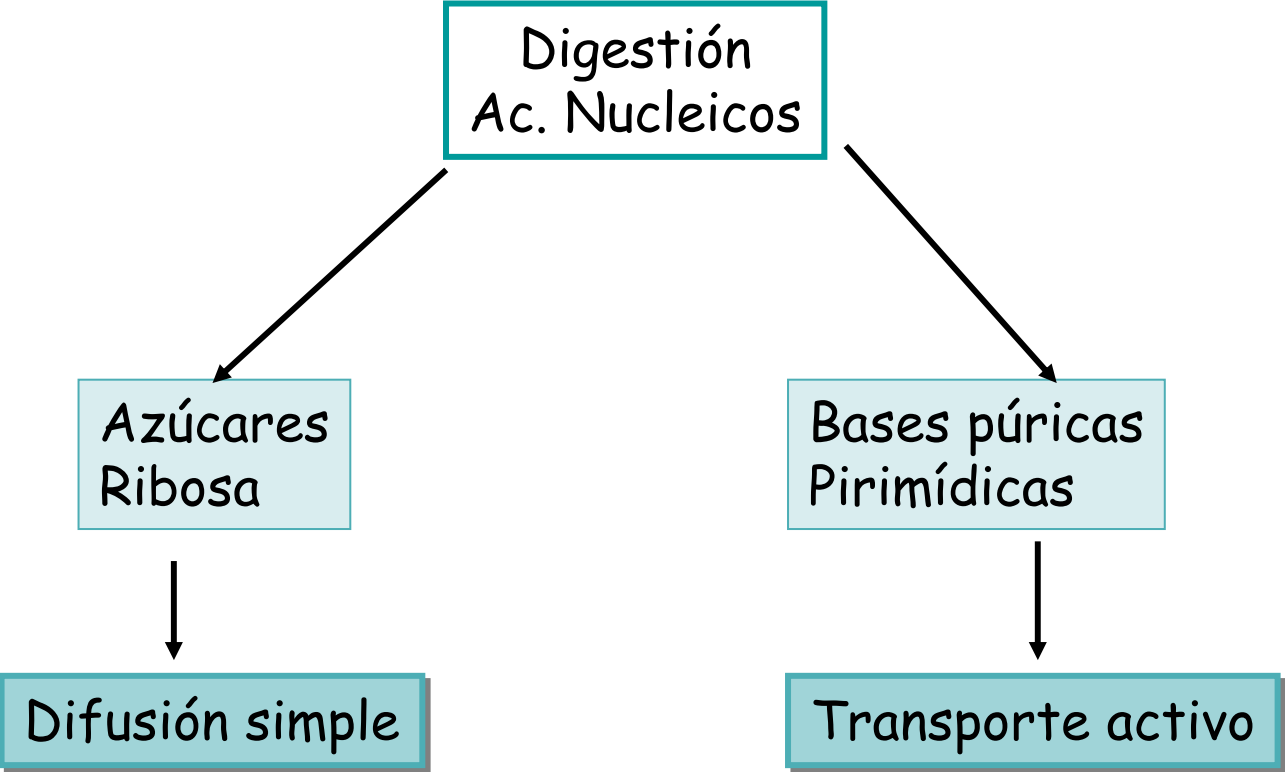 Digestión
Ac. Nucleicos
Azúcares
Ribosa
Bases púricas
Pirimídicas
Difusión simple
Transporte activo